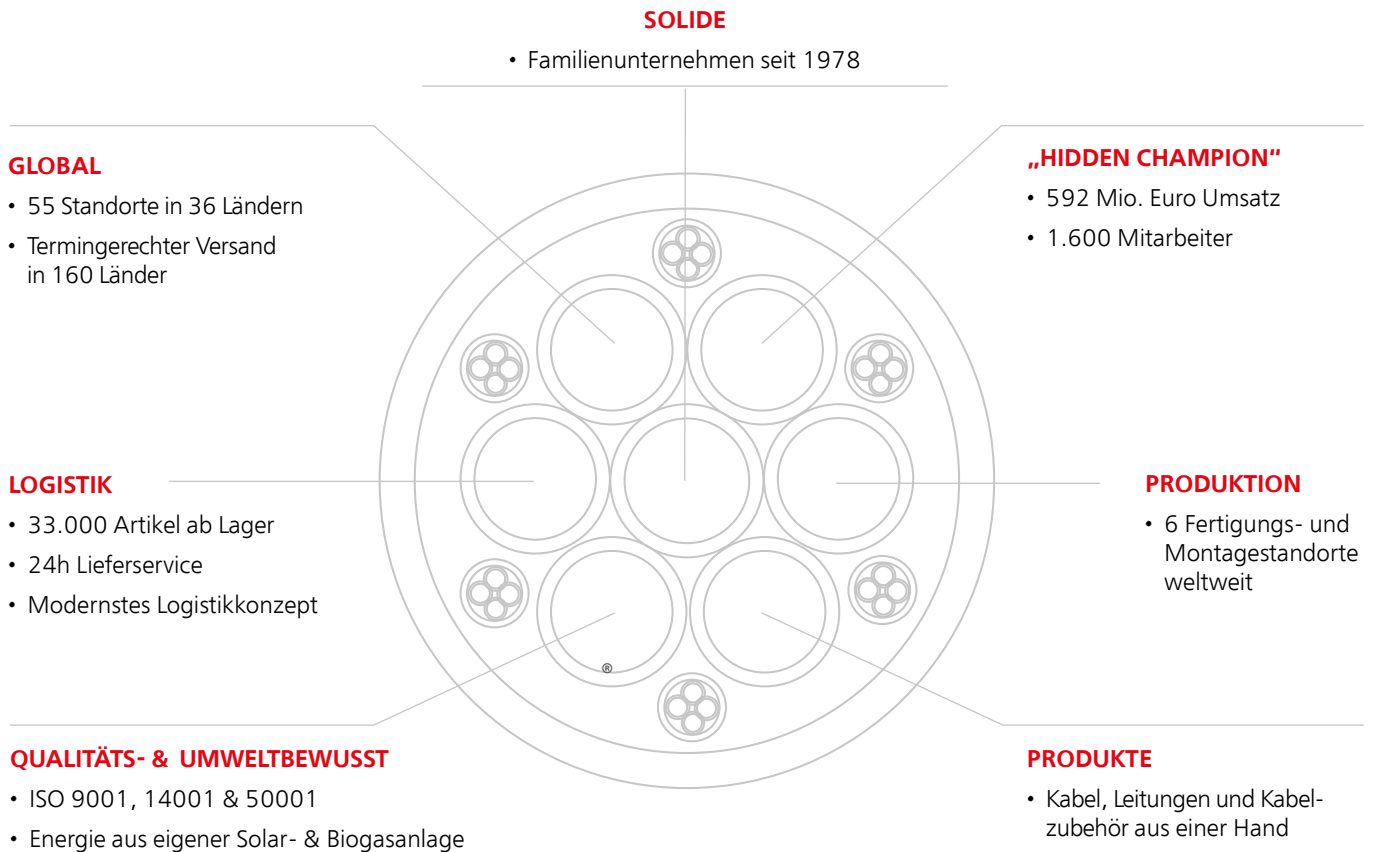 SOLIDE
• Familienunternehmen seit 1978
GLOBAL
• 55 Standorte in 36 Ländern
• Termingerechter Versand
in 160 Länder
„HIDDEN CHAMPION“
• 592 Mio. Euro Umsatz
• 1.600 Mitarbeiter
LOGISTIK
• 33.000 Artikel ab Lager
• 24h Lieferservice
• Modernstes Logistikkonzept
PRODUKTION
• 6 Fertigungs- und
Montagestandorte
weltweit
®
QUALITÄTS- & UMWELTBEWUSST
• ISO 9001, 14001 & 50001
• Energie aus eigener Solar- & Biogasanlage
PRODUKTE
• Kabel, Leitungen und Kabel-
zubehör aus einer Hand